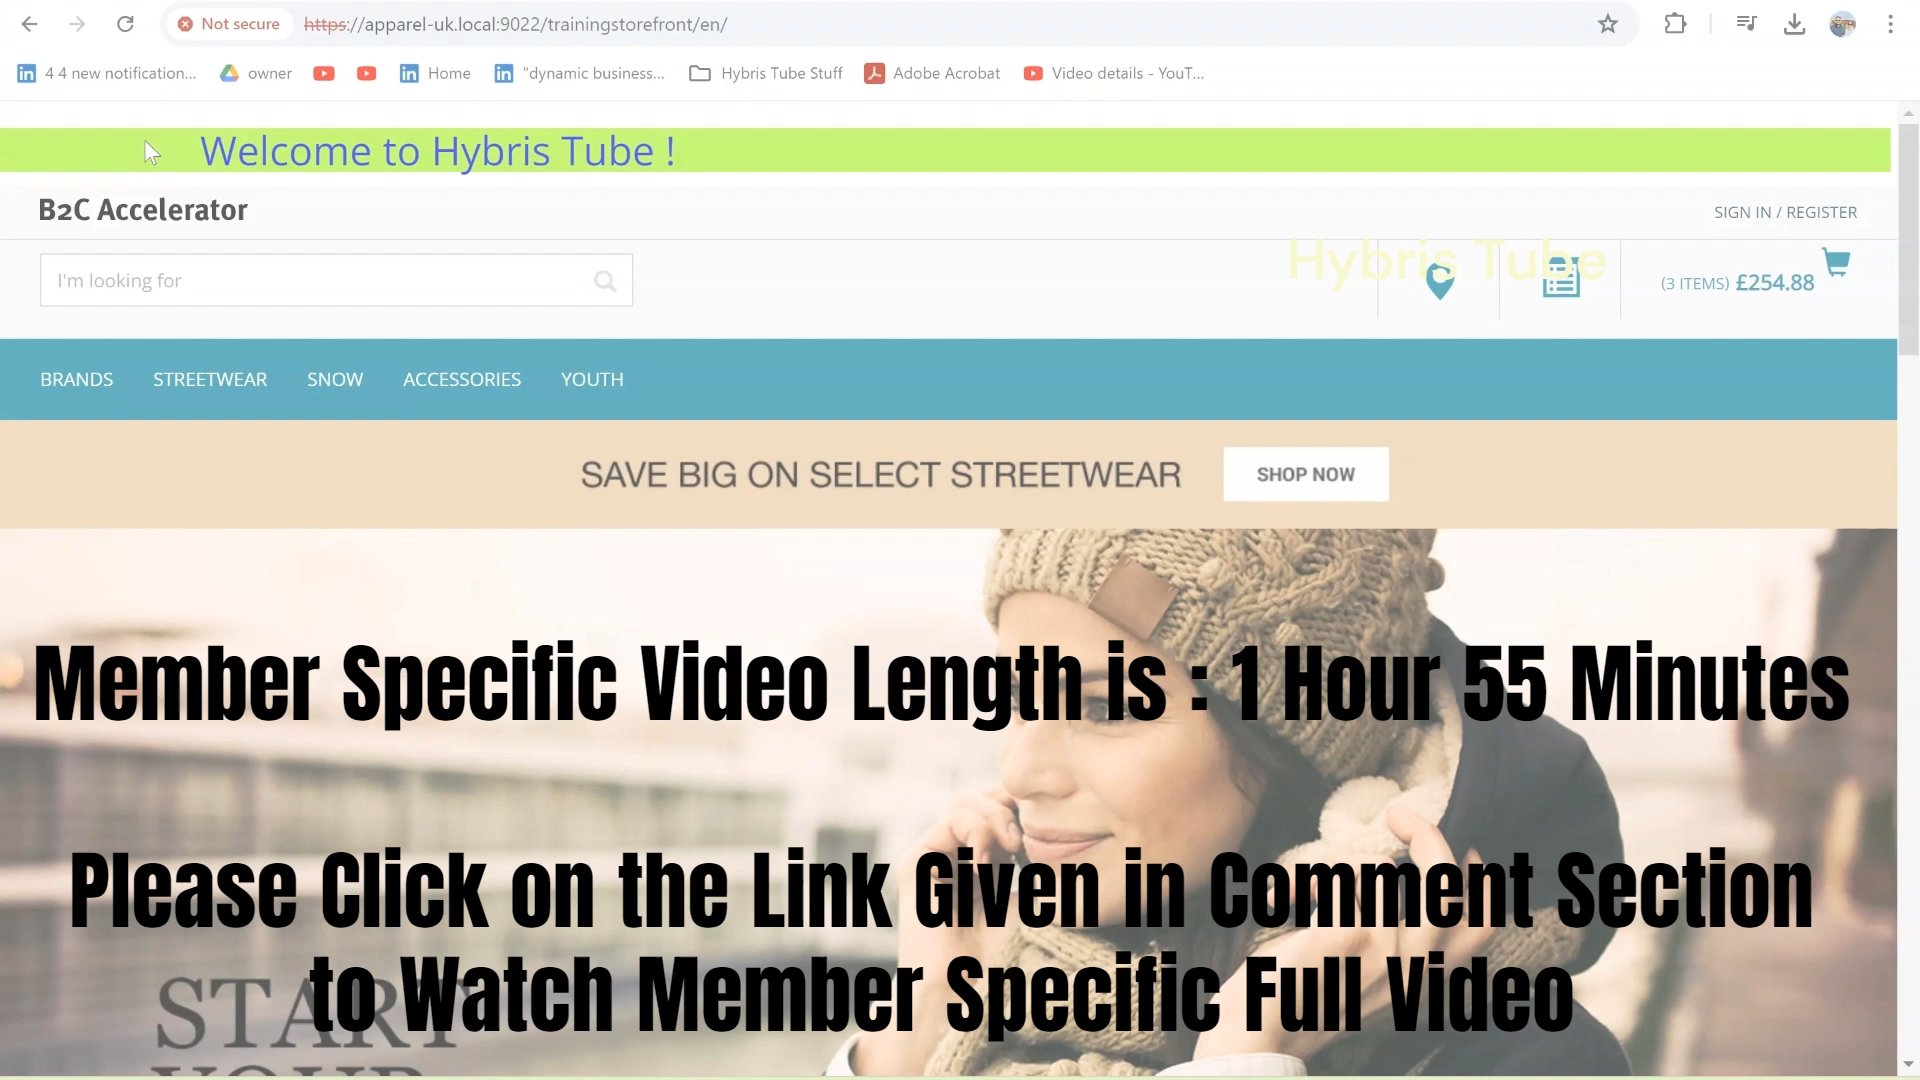 Not secure
https://apparel-uk.local:9022/trainingstorefront/en/
4 4 new notification...
owner
Home
"dynamic business...
Hybris Tube Stuff
Adobe Acrobat
Video details - YouT...
Welcome to Hybris Tube !
B2C Accelerator
SIGN IN / REGISTER
Hybris Tube
I'm looking for
(3 ITEMS) £254.88
BRANDS
STREETWEAR
SNOW
ACCESSORIES
YOUTH
SAVE BIG ON SELECT STREETWEAR
SHOP NOW
Member Specific Video Length is : 1 Hour 55 Minutes
Please Click on the Link Given in Comment Section
to Watch Member Specific Full Video
START
YOUR